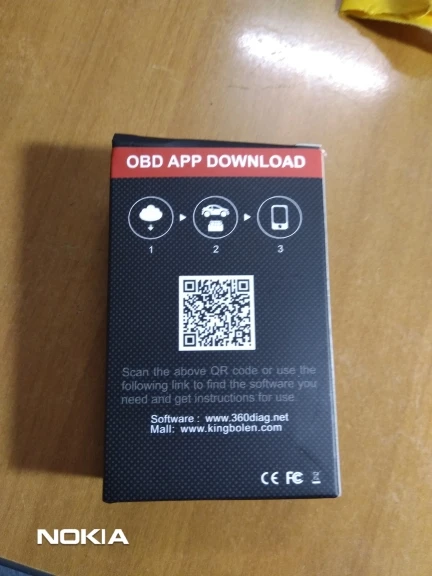 OBD APP DOWNLOAD
1 2 3
Scan the above QR code or use the
following link to find the software you
need and get instructions for use.
Software : www.360diag.net
Mall: www.kingbolen.com
CE FC
NOKIA